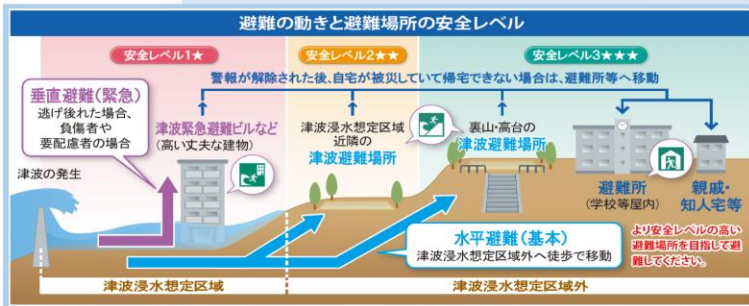 避難の動きと避難場所の安全レベル
安全レベル1★
安全レベル2★★
安全レベル3★★★
警報が解除された後、自宅が被災していて帰宅できない場合は、避難所等へ移動
垂直避難(緊急)
逃げ後れた場合、
負傷者や
要配慮者の場合
津波緊急避難ビルなど
(高い丈夫な建物)
津波浸水想定区域
近隣の
津波避難場所
裏山・高台の
津波避難場所
津波の発生
避難所
(学校等屋内)
親戚・
知人宅等
水平避難(基本)
津波浸水想定区域外へ徒歩で移動
より安全レベルの高い
避難場所を目指して避
難してください。
津波浸水想定区域
津波浸水想定区域外